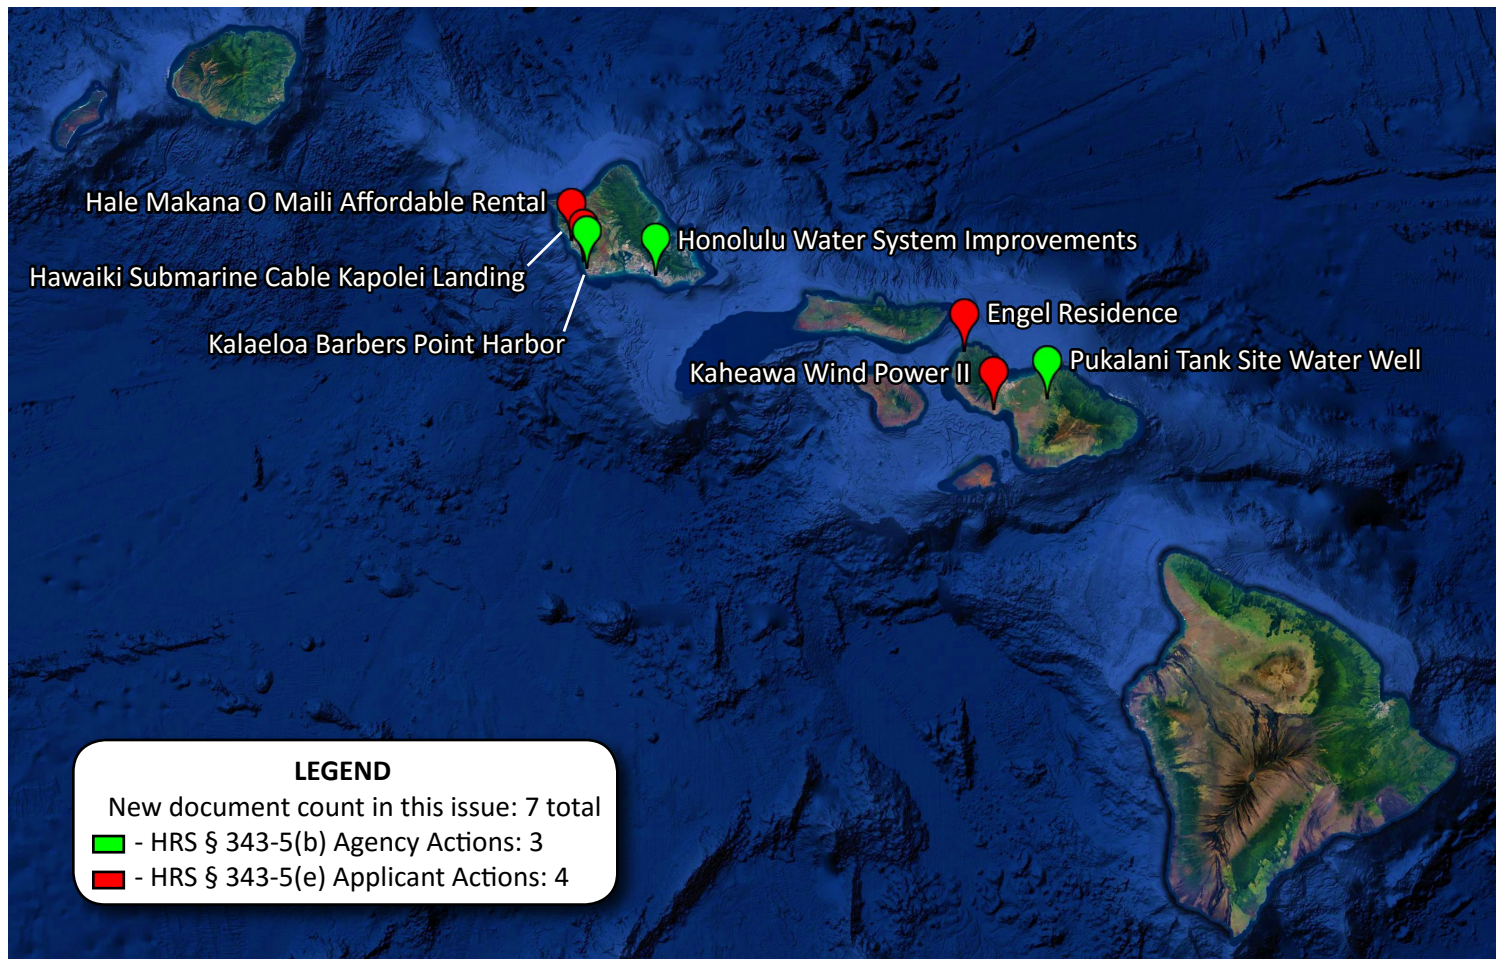 Hale Makana O Maili Affordable Rental
Honolulu Water System Improvements
Hawaiki Submarine Cable Kapolei Landing
Kalaeloa Barbers Point Harbor
Engel Residence
Pukalani Tank Site Water Well
Kaheawa Wind Power II
LEGEND
New document count in this issue: 7 total
- HRS § 343-5(b) Agency Actions: 3
- HRS § 343-5(e) Applicant Actions: 4